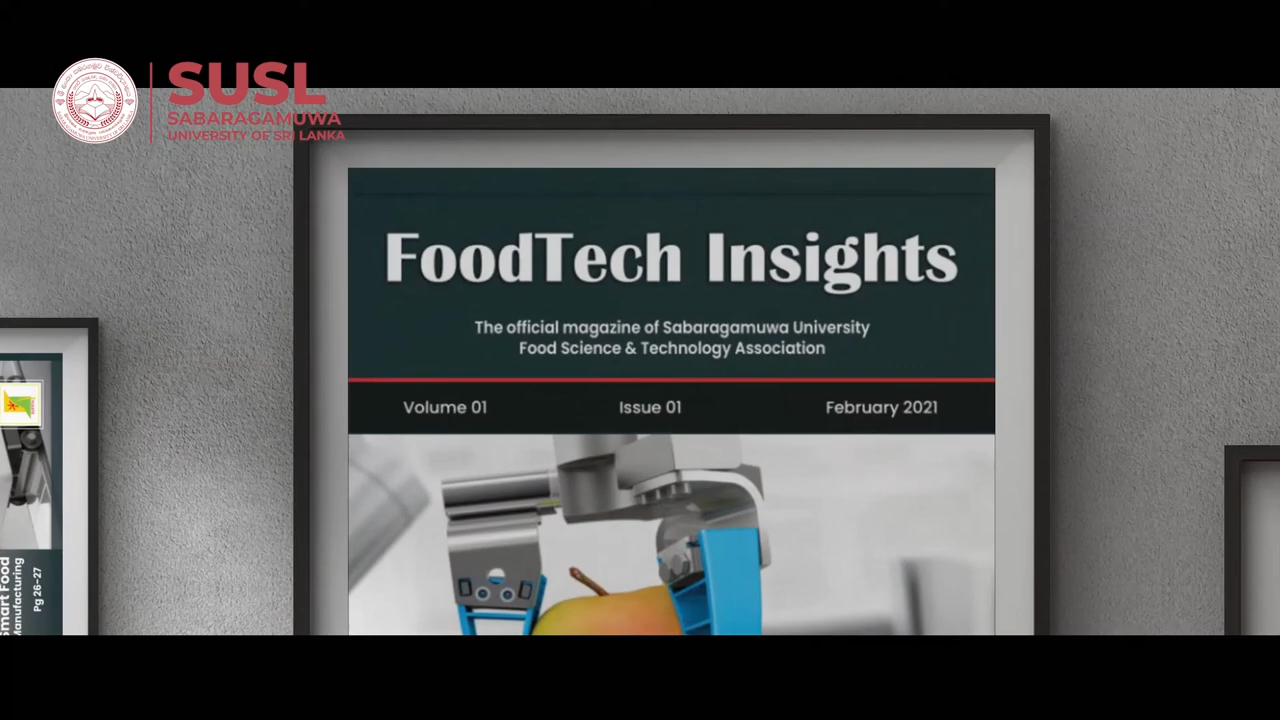 SUSL
SABARAGAMUWA
UNIVERSITY OF SRI LANKA
FoodTech Insights
The official magazine of Sabaragamuwa University
Food Science & Technology Association
Volume 01
Issue 01
February 2021
Smart Food
Manufacturing
Pg 26-27